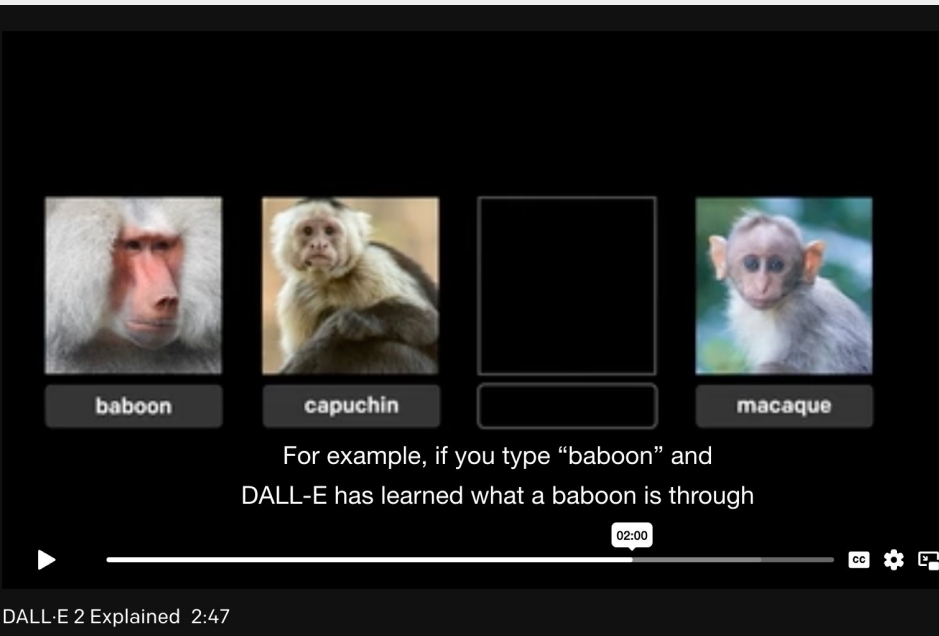 baboon
capuchin
macaque
For example, if you type “baboon” and
DALL-E has learned what a baboon is through
02:00
CC
DALL·E 2 Explained 2:47